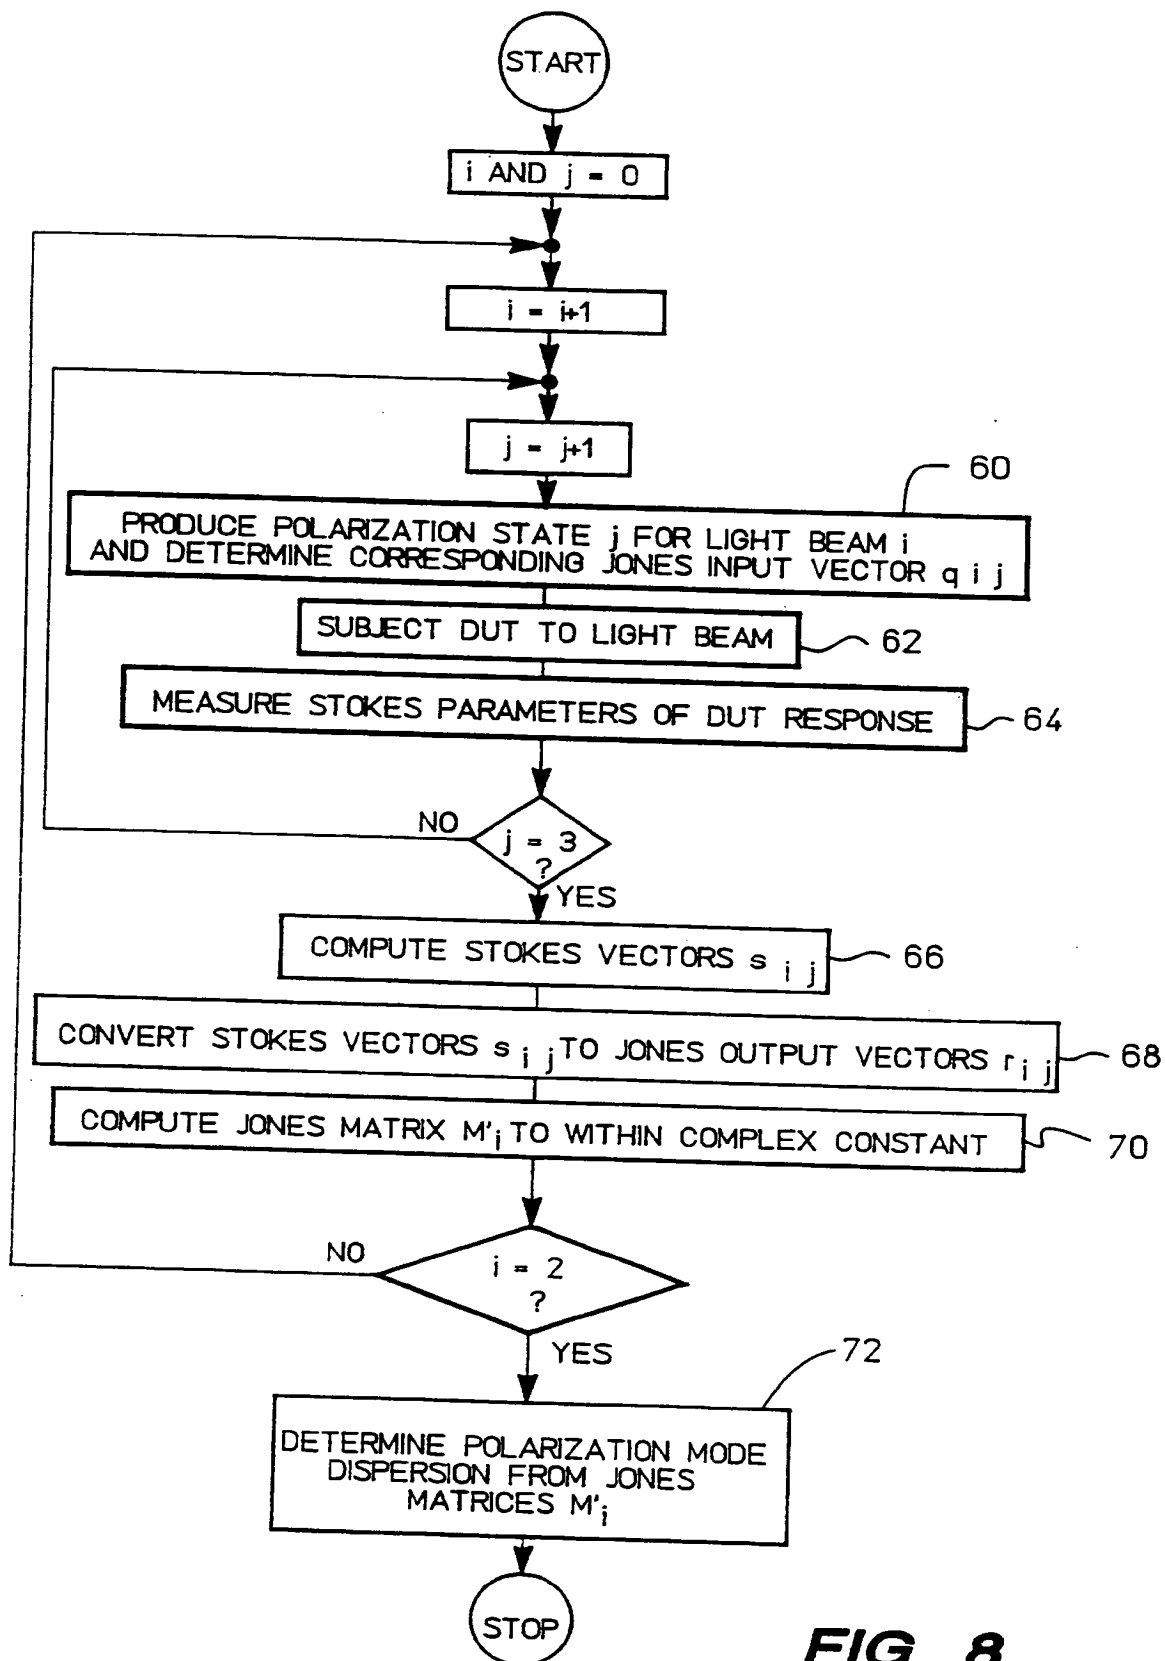 START
i AND j = 0
i = i+1
j = j+1
60
PRODUCE POLARIZATION STATE j FOR LIGHT BEAM i
AND DETERMINE CORRESPONDING JONES INPUT VECTOR q i j
SUBJECT DUT TO LIGHT BEAM
62
MEASURE STOKES PARAMETERS OF DUT RESPONSE
64
NO
j = 3
?
YES
COMPUTE STOKES VECTORS s i j
66
CONVERT STOKES VECTORS s i j TO JONES OUTPUT VECTORS r i j
68
COMPUTE JONES MATRIX M' i TO WITHIN COMPLEX CONSTANT
70
NO
i = 2
?
YES
72
DETERMINE POLARIZATION MODE
DISPERSION FROM JONES
MATRICES M' i
STOP
FIG 8